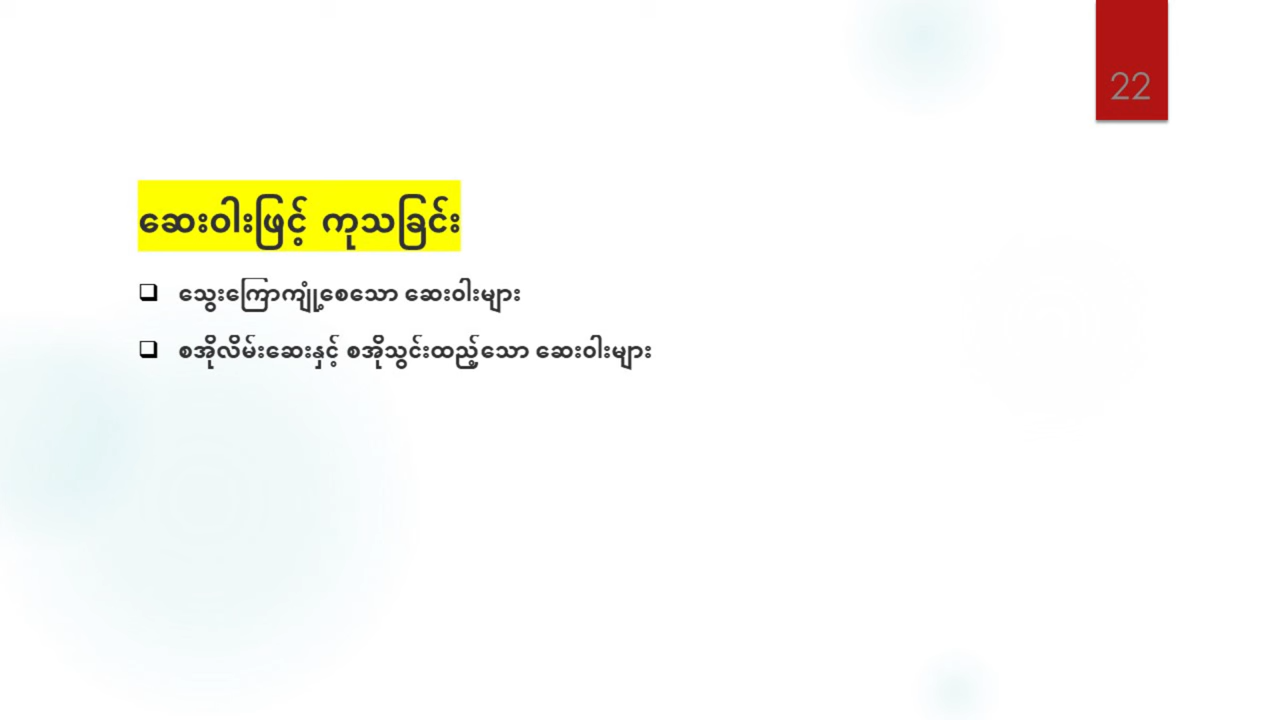 22
ဆေးဝါးဖြင့် ကုသခြင်း
❑ သွေးကြောကျုံ့စေသော ဆေးဝါးများ
❑ စအိုလိမ်းဆေးနှင့် စအိုသွင်းထည့်သော ဆေးဝါးများ